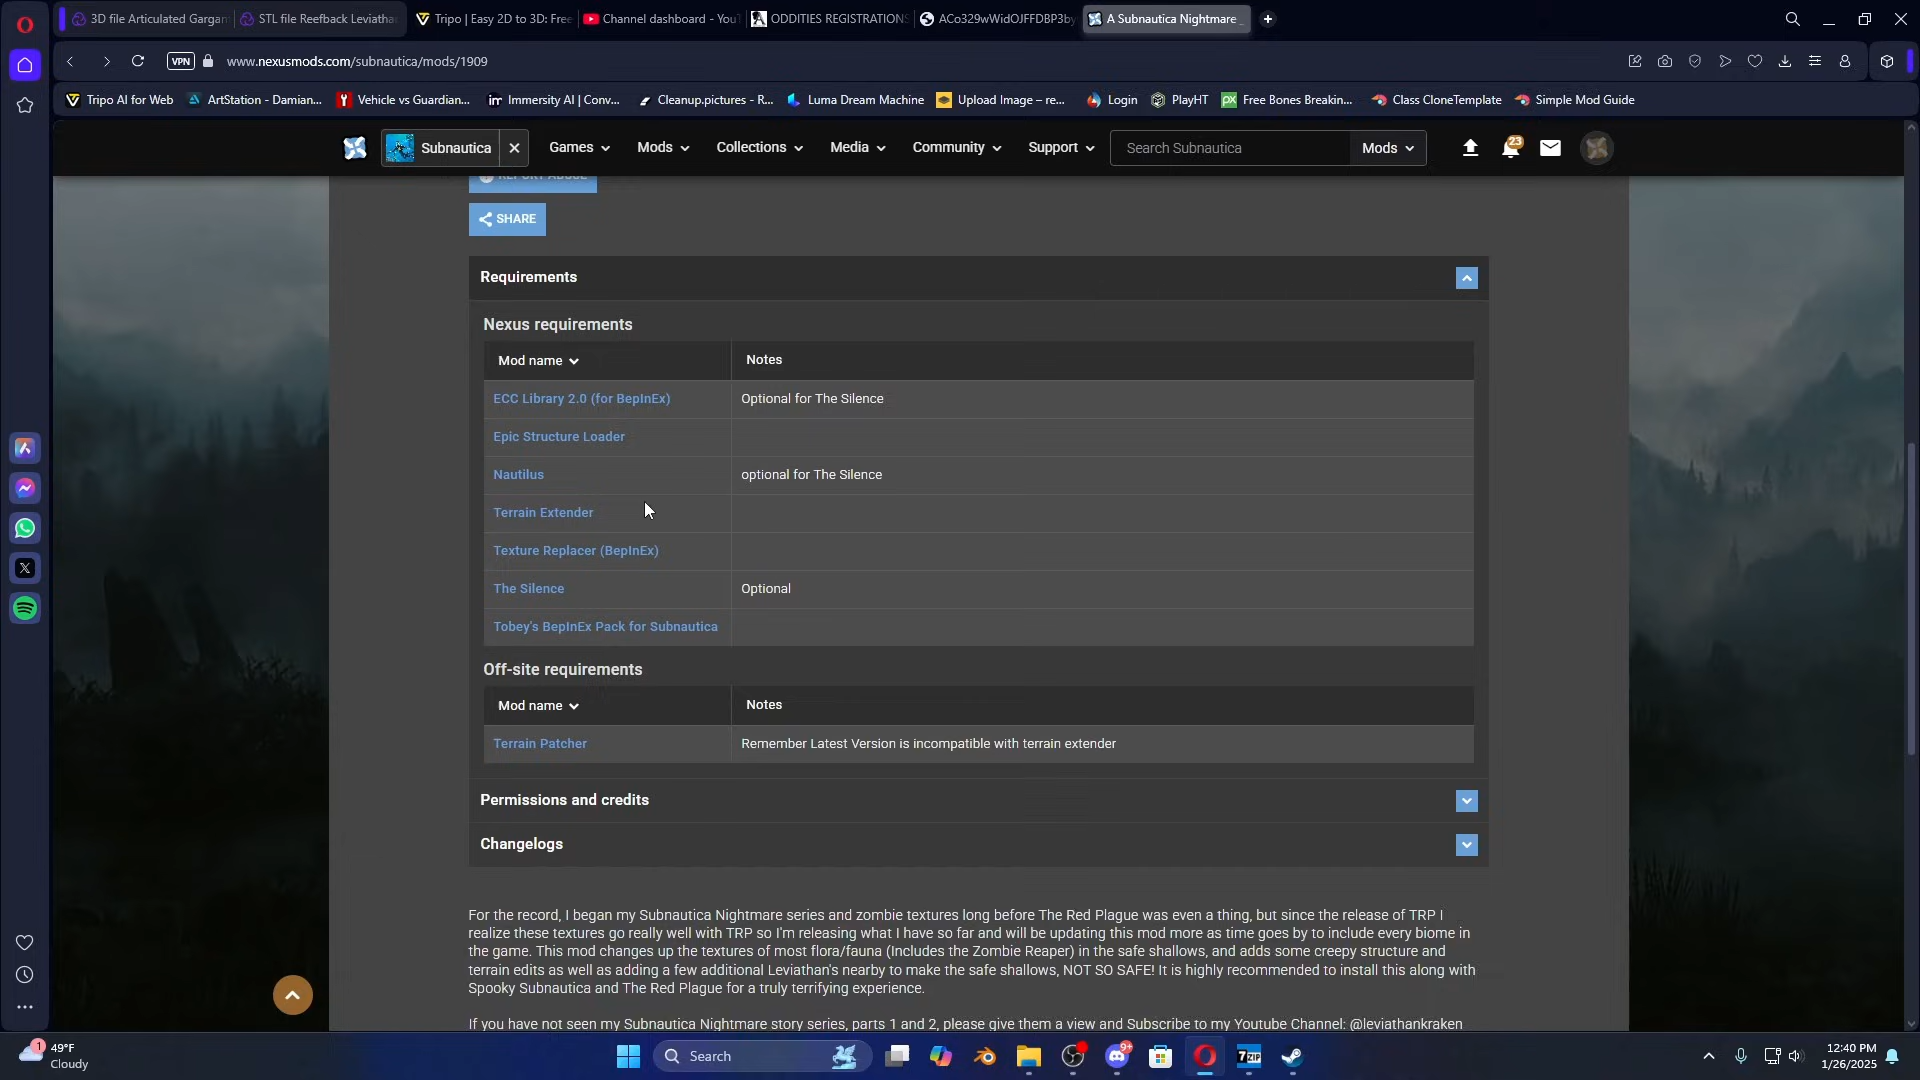 3D file Articulated Gargan
STL file Reefback Leviatha
Tripo | Easy 2D to 3D: Free
Channel dashboard - YouT
ODDITIES REGISTRATIONS
A Subnautica Nightmare
VPN
www.nexusmods.com/subnautica/mods/1909
Tripo AI for Web
ArtStation - Damian...
Vehicle vs Guardian...
Immersity AI | Conv...
Cleanup.pictures - R...
Luma Dream Machine
Upload Image – re...
Login
PlayHT
Free Bones Breakin...
Class CloneTemplate
Simple Mod Guide
Subnautica
Games
Mods
Collections
Media
Community
Support
Search Subnautica
Mods
23
REPORT ABUSE
SHARE
Requirements
Nexus requirements
Mod name
Notes
ECC Library 2.0 (for BepInEx)
Optional for The Silence
Epic Structure Loader
Nautilus
optional for The Silence
Terrain Extender
Texture Replacer (BepInEx)
The Silence
Optional
Tobey's BepInEx Pack for Subnautica
Off-site requirements
Mod name
Notes
Terrain Patcher
Remember Latest Version is incompatible with terrain extender
Permissions and credits
Changelogs
For the record, I began my Subnautica Nightmare series and zombie textures long before The Red Plague was even a thing, but since the release of TRP I
realize these textures go really well with TRP so I'm releasing what I have so far and will be updating this mod more as time goes by to include every biome in
the game. This mod changes up the textures of most flora/fauna (Includes the Zombie Reaper) in the safe shallows, and adds some creepy structure and
terrain edits as well as adding a few additional Leviathan's nearby to make the safe shallows, NOT SO SAFE! It is highly recommended to install this along with
Spooky Subnautica and The Red Plague for a truly terrifying experience.
If you have not seen my Subnautica Nightmare story series, parts 1 and 2, please give them a view and Subscribe to my Youtube Channel: @leviathankraken
1
49°F
Cloudy
Search
9+
7ZIP
12:40 PM
1/26/2025